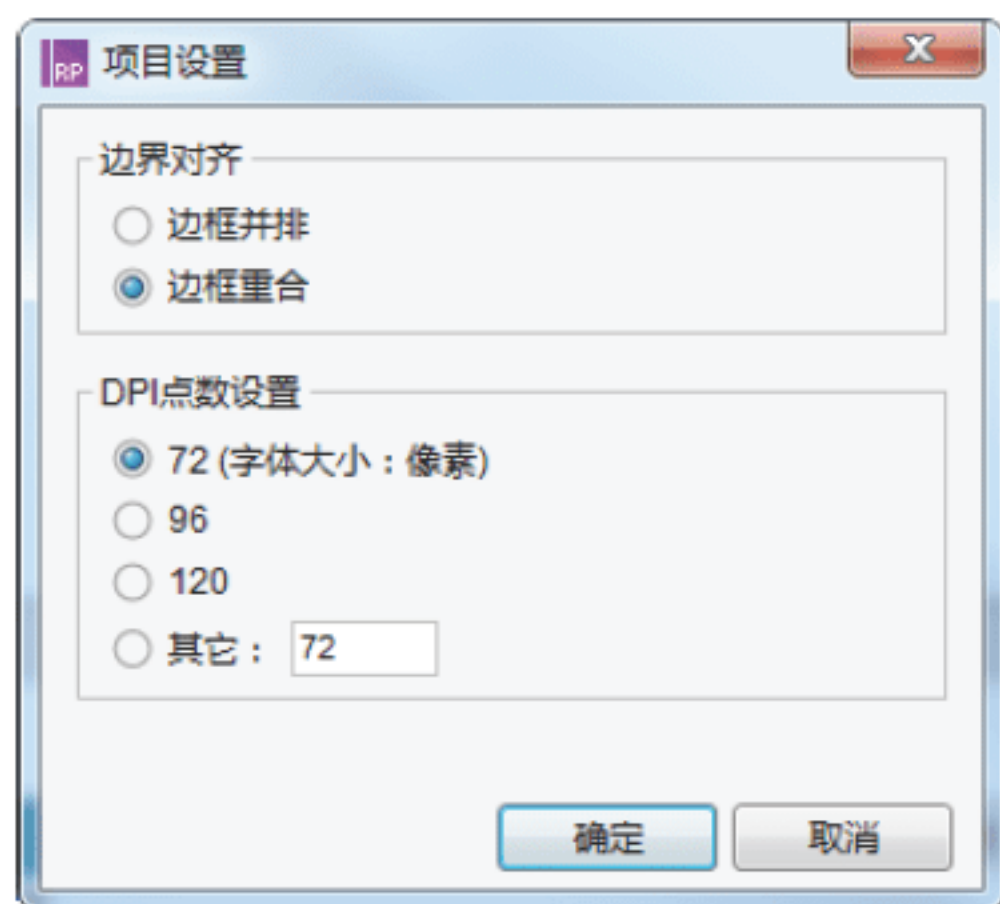 RP 项目设置
边界对齐
边框并排
边框重合
DPI点数设置
72 (字体大小：像素)
96
120
其它： 72
确定 取消